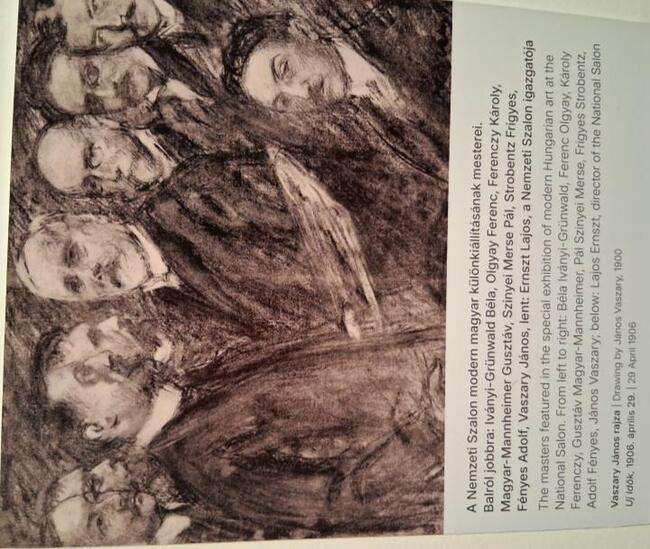 A Nemzeti Szalon modern magyar különkiállításának mesterei.
Balról jobbra: Iványi-Grünwald Béla, Olgyay Ferenc, Ferenczy Károly,
Magyar-Mannheimer Gusztáv, Szinyei Merse Pál, Strobentz Frigyes,
Fényes Adolf, Vaszary János, lent: Ernszt Lajos, a Nemzeti Szalon igazgatója
The masters featured in the special exhibition of modern Hungarian art at the
National Salon. From left to right: Béla Iványi-Grünwald, Ferenc Olgyay, Károly
Ferenczy, Gusztáv Magyar-Mannheimer, Pál Szinyei Merse, Frigyes Strobentz,
Adolf Fényes, János Vaszary, below: Lajos Ernszt, director of the National Salon
Vaszary János rajza | Drawing by János Vaszary, 1900
Uj Idők, 1906. április 29. | 29 April 1906